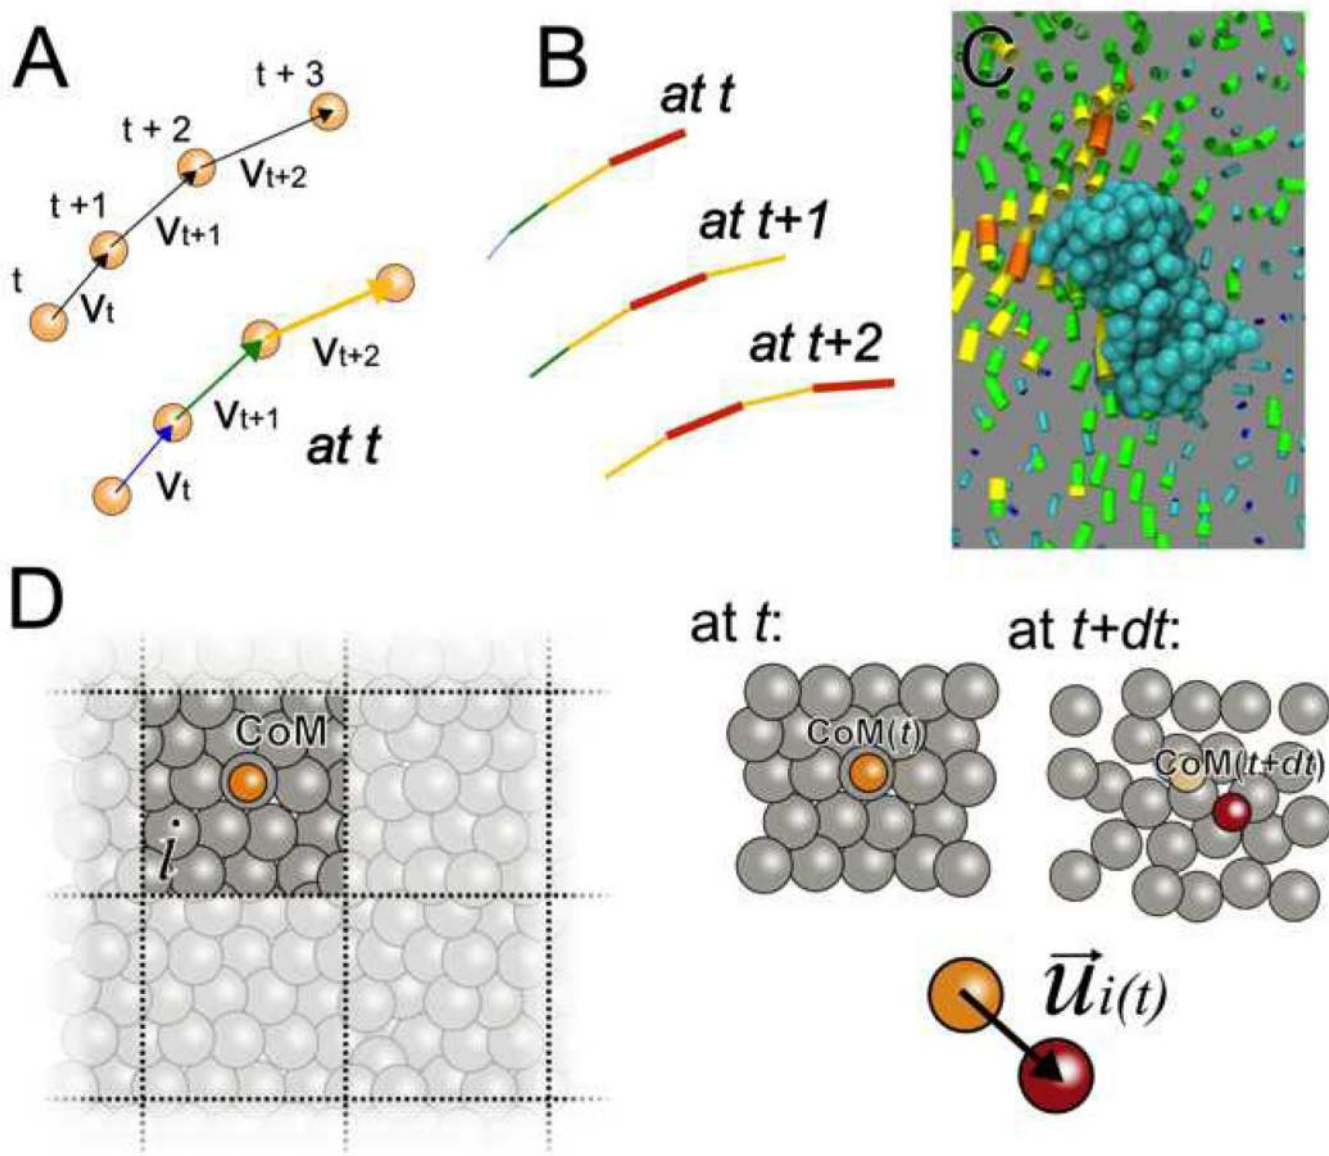 A
t
t +1
t + 2
t + 3
Vt
Vt+1
Vt+2
Vt
Vt+1
Vt+2
at t
B
at t
at t+1
at t+2
C
D
CoM
i
at t:
CoM(t)
at t+dt:
CoM(t+dt)
u⃗i(t)